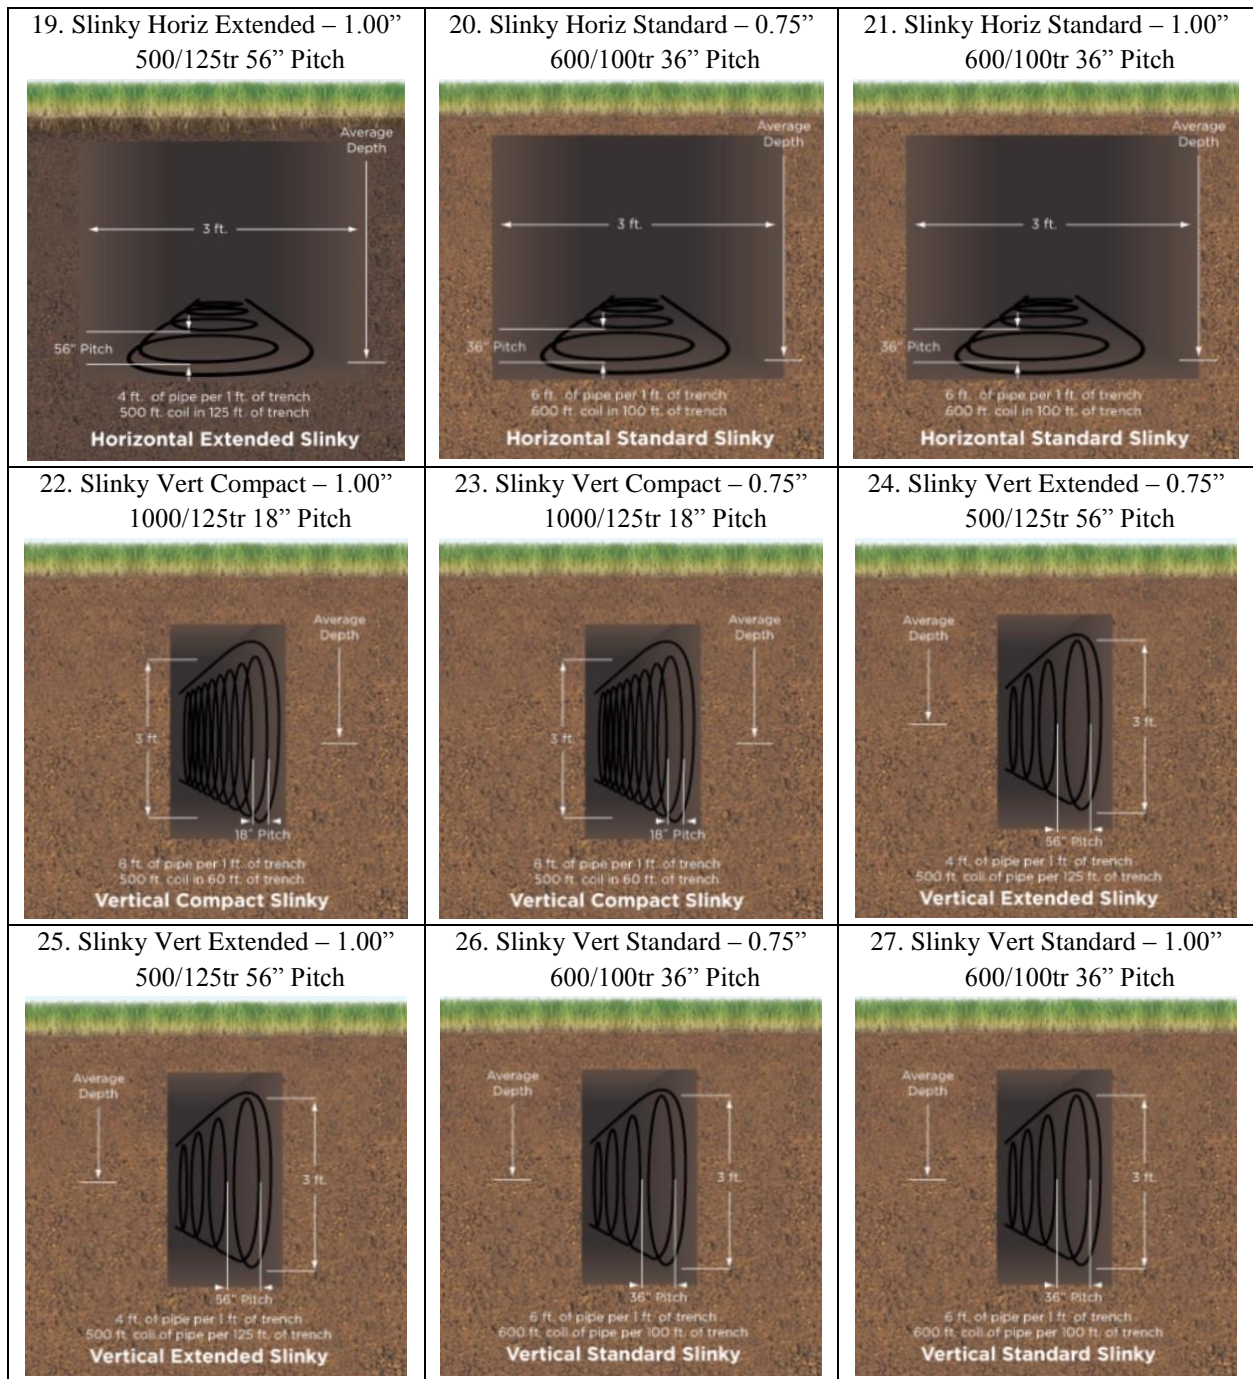 19. Slinky Horiz Extended – 1.00”
500/125tr 56” Pitch
Average
Depth
3 ft.
56" Pitch
4 ft. of pipe per 1 ft. of trench
500 ft. coil in 125 ft. of trench
Horizontal Extended Slinky
20. Slinky Horiz Standard – 0.75”
600/100tr 36” Pitch
Average
Depth
3 ft.
36" Pitch
6 ft. of pipe per 1 ft. of trench
600 ft. coil in 100 ft. of trench
Horizontal Standard Slinky
21. Slinky Horiz Standard – 1.00”
600/100tr 36” Pitch
Average
Depth
3 ft.
36" Pitch
6 ft. of pipe per 1 ft. of trench
600 ft. coil in 100 ft. of trench
Horizontal Standard Slinky
22. Slinky Vert Compact – 1.00”
1000/125tr 18” Pitch
Average
Depth
3 ft.
18" Pitch
8 ft. of pipe per 1 ft. of trench
500 ft. coil in 60 ft. of trench
Vertical Compact Slinky
23. Slinky Vert Compact – 0.75”
1000/125tr 18” Pitch
Average
Depth
3 ft.
18" Pitch
8 ft. of pipe per 1 ft. of trench
500 ft. coil in 60 ft. of trench
Vertical Compact Slinky
24. Slinky Vert Extended – 0.75”
500/125tr 56” Pitch
Average
Depth
3 ft.
56" Pitch
4 ft. of pipe per 1 ft. of trench
500 ft. coil of pipe per 125 ft. of trench
Vertical Extended Slinky
25. Slinky Vert Extended – 1.00”
500/125tr 56” Pitch
Average
Depth
3 ft.
56" Pitch
4 ft. of pipe per 1 ft. of trench
500 ft. coil of pipe per 125 ft. of trench
Vertical Extended Slinky
26. Slinky Vert Standard – 0.75”
600/100tr 36” Pitch
Average
Depth
3 ft.
36" Pitch
6 ft. of pipe per 1 ft. of trench
600 ft. coil of pipe per 100 ft. of trench
Vertical Standard Slinky
27. Slinky Vert Standard – 1.00”
600/100tr 36” Pitch
Average
Depth
3 ft.
36" Pitch
6 ft. of pipe per 1 ft. of trench
600 ft. coil of pipe per 100 ft. of trench
Vertical Standard Slinky